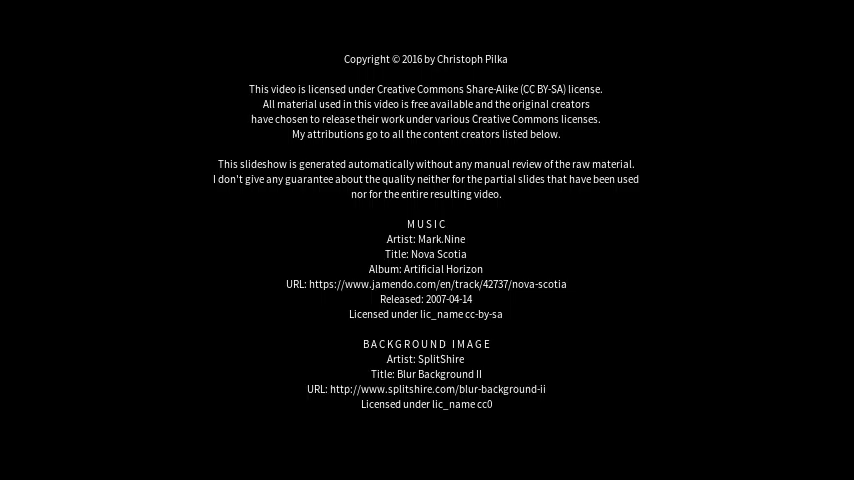 Copyright © 2016 by Christoph Pilka
This video is licensed under Creative Commons Share-Alike (CC BY-SA) license.
All material used in this video is free available and the original creators
have chosen to release their work under various Creative Commons licenses.
My attributions go to all the content creators listed below.
This slideshow is generated automatically without any manual review of the raw material.
I don't give any guarantee about the quality neither for the partial slides that have been used
nor for the entire resulting video.
M U S I C
Artist: Mark.Nine
Title: Nova Scotia
Album: Artificial Horizon
URL: https://www.jamendo.com/en/track/42737/nova-scotia
Released: 2007-04-14
Licensed under lic_name cc-by-sa
B A C K G R O U N D  I M A G E
Artist: SplitShire
Title: Blur Background II
URL: http://www.splitshire.com/blur-background-ii
Licensed under lic_name cc0